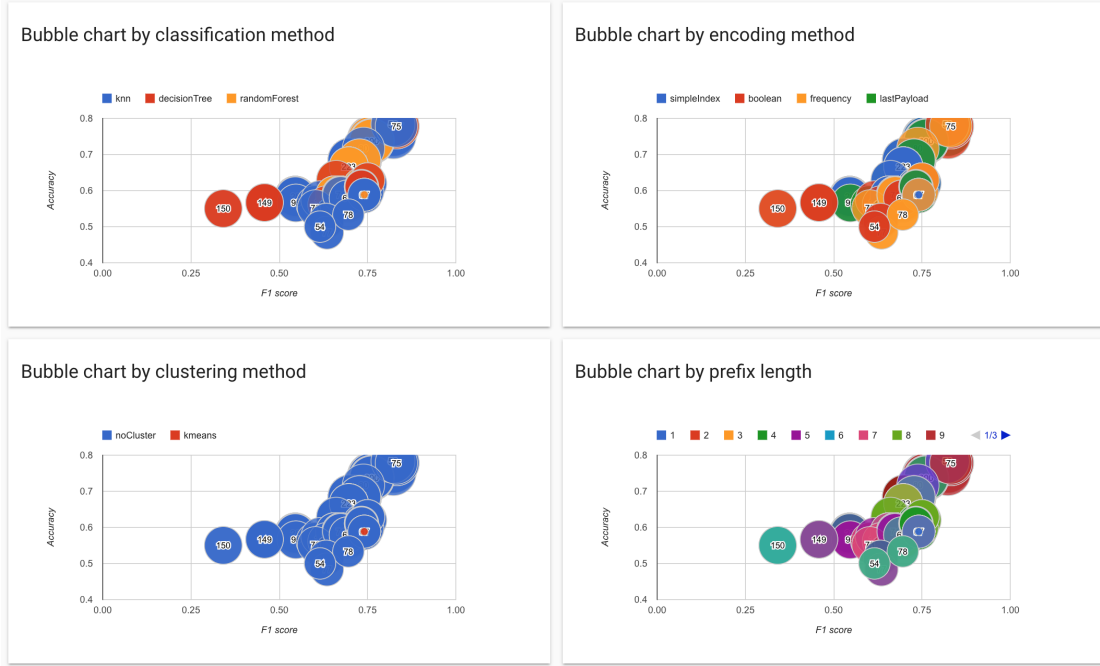 Bubble chart by classification method
knn decisionTree randomForest
0.8
0.7
0.6
0.5
0.4
Accuracy
75
150
149
54
78
0.00 0.25 0.50 0.75 1.00
F1 score
Bubble chart by encoding method
simpleIndex boolean frequency lastPayload
0.8
0.7
0.6
0.5
0.4
Accuracy
75
150
149
54
78
0.00 0.25 0.50 0.75 1.00
F1 score
Bubble chart by clustering method
noCluster kmeans
0.8
0.7
0.6
0.5
0.4
Accuracy
75
150
149
54
78
0.00 0.25 0.50 0.75 1.00
F1 score
Bubble chart by prefix length
1 2 3 4 5 6 7 8 9 1/3
0.8
0.7
0.6
0.5
0.4
Accuracy
75
150
149
54
78
0.00 0.25 0.50 0.75 1.00
F1 score